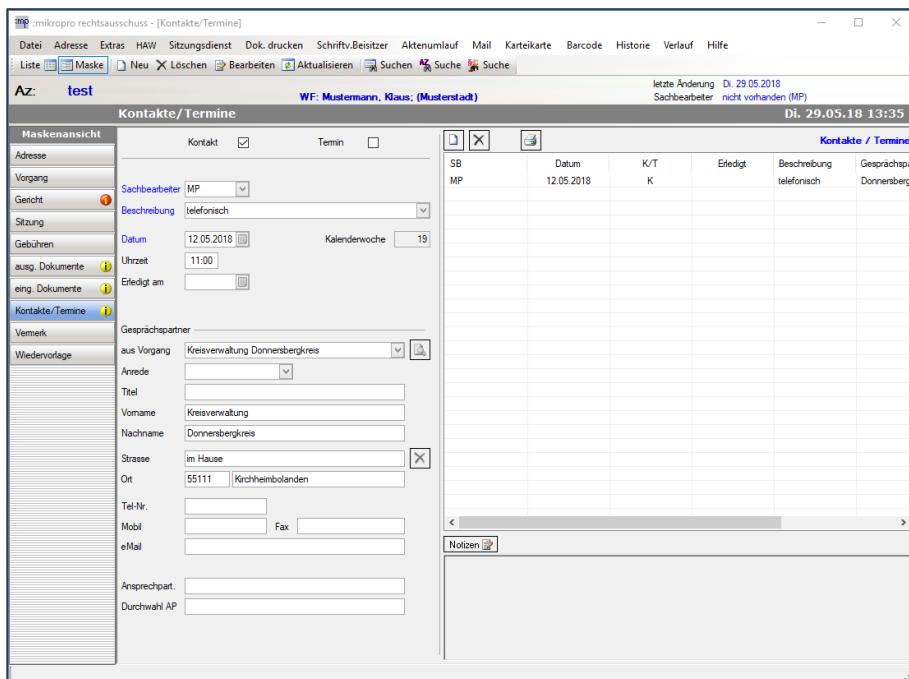 :mp :mikropro rechtsausschuss - [Kontakte/Termine]
Datei Adresse Extras HAW Sitzungsdienst Dok. drucken Schriftv.Beisitzer Aktenumlauf Mail Karteikarte Barcode Historie Verlauf Hilfe
Liste Maske Neu Löschen Bearbeiten Aktualisieren Suchen Suche Suche
Az: test
WF: Mustermann, Klaus; (Musterstadt)
letzte Änderung Di. 29.05.2018
Sachbearbeiter nicht vorhanden (MP)
Kontakte/Termine Di. 29.05.18 13:35
Maskenansicht
Adresse
Vorgang
Gericht
Sitzung
Gebühren
ausg. Dokumente
eing. Dokumente
Kontakte/Termine
Vermerk
Wiedervorlage
Kontakt Termin
Sachbearbeiter MP
Beschreibung telefonisch
Datum 12.05.2018 Kalenderwoche 19
Uhrzeit 11:00
Erledigt am
Gesprächspartner
aus Vorgang Kreisverwaltung Donnersbergkreis
Anrede
Titel
Vorname Kreisverwaltung
Nachname Donnersbergkreis
Strasse im Hause
Ort 55111 Kirchheimbolanden
Tel-Nr.
Mobil Fax
eMail
Ansprechpart.
Durchwahl AP
Kontakte / Termine
SB Datum K/T Erledigt Beschreibung Gesprächspa
MP 12.05.2018 K telefonisch Donnersberg
Notizen